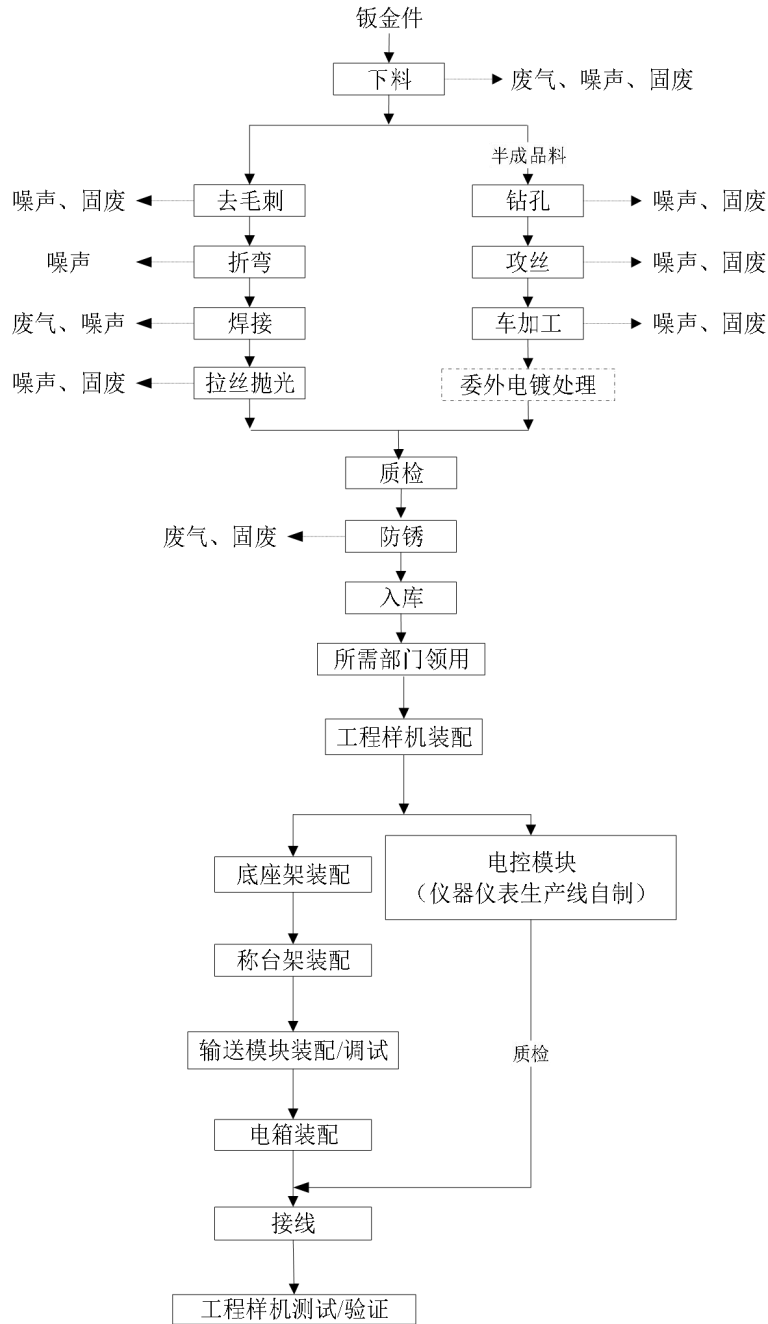 钣金件
下料
废气、噪声、固废
半成品料
噪声、固废
去毛刺
钻孔
噪声、固废
噪声
折弯
攻丝
噪声、固废
废气、噪声
焊接
车加工
噪声、固废
噪声、固废
拉丝抛光
委外电镀处理
质检
废气、固废
防锈
入库
所需部门领用
工程样机装配
底座架装配
电控模块
（仪器仪表生产线自制）
称台架装配
输送模块装配/调试
质检
电箱装配
接线
工程样机测试/验证